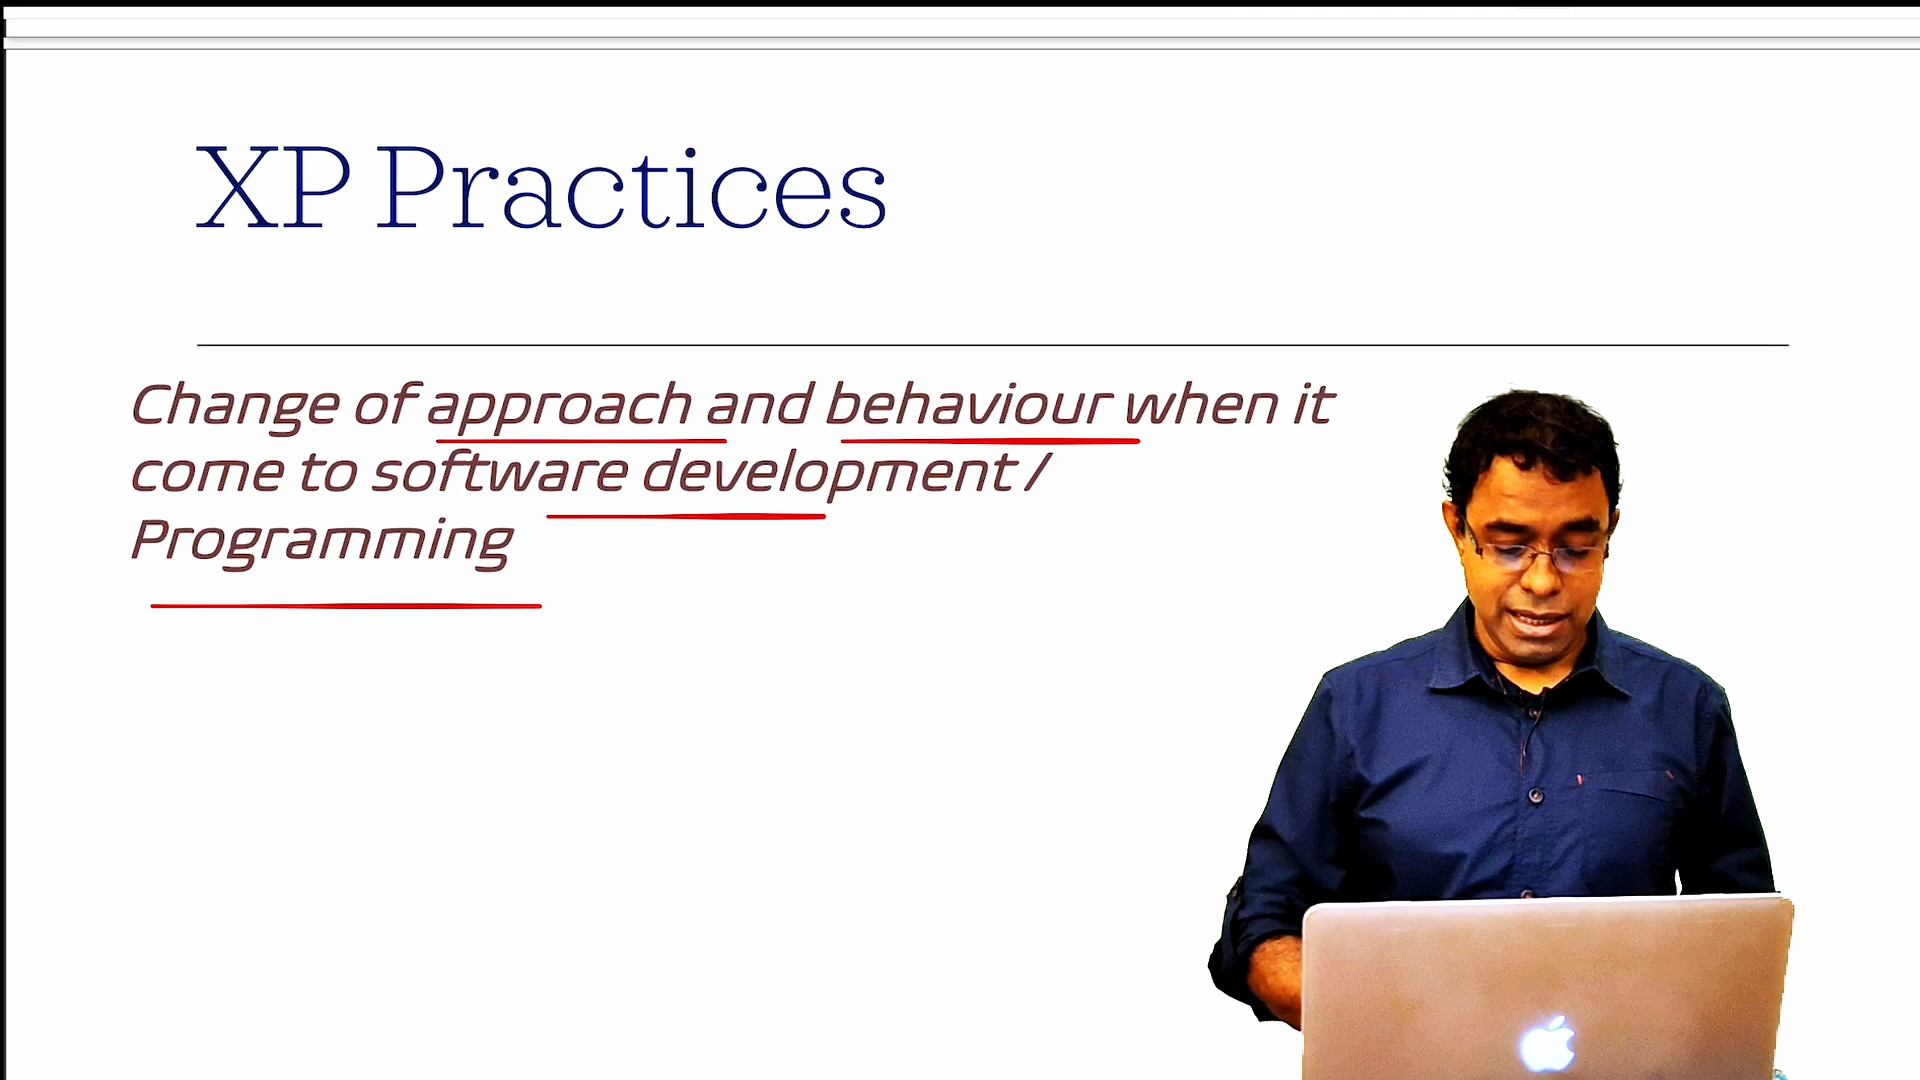 XP Practices
Change of approach and behaviour when it
come to software development /
Programming